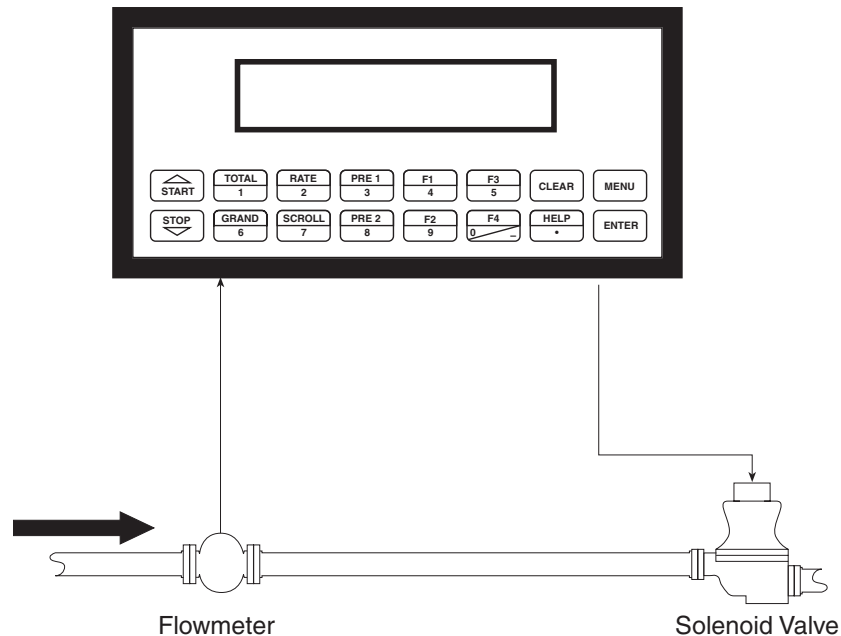 START
TOTAL
1
RATE
2
PRE 1
3
F1
4
F3
5
CLEAR
MENU
STOP
GRAND
6
SCROLL
7
PRE 2
8
F2
9
F4
0 –
HELP
•
ENTER
Flowmeter
Solenoid Valve